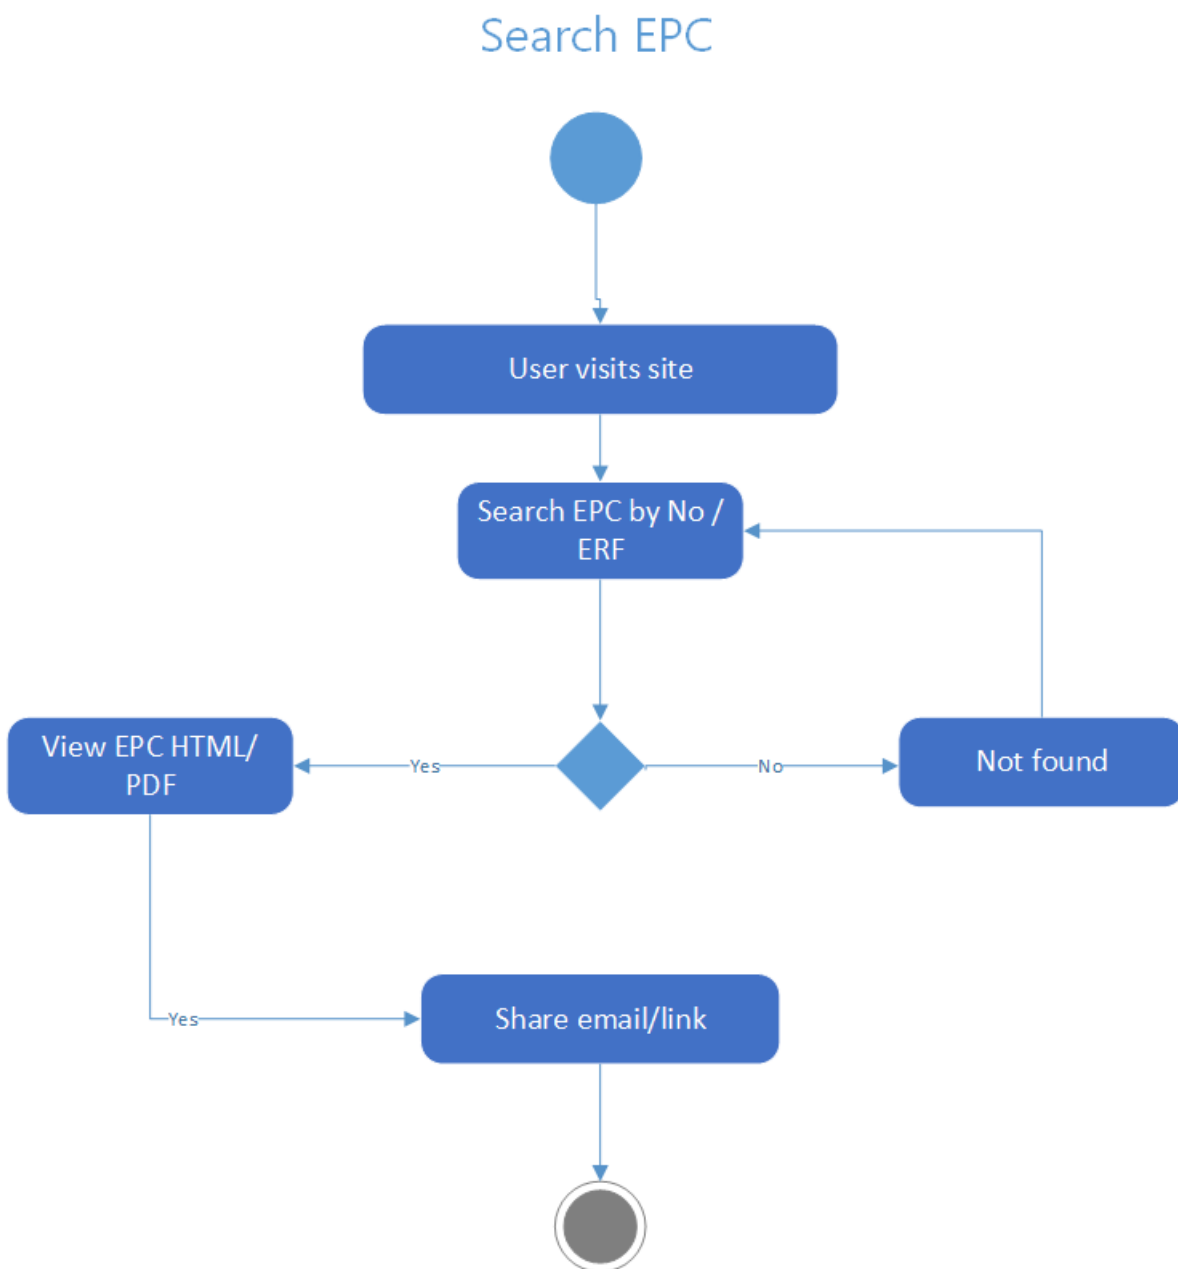 Search EPC
User visits site
Search EPC by No /
ERF
View EPC HTML/
PDF
Yes
No
Not found
Yes
Share email/link